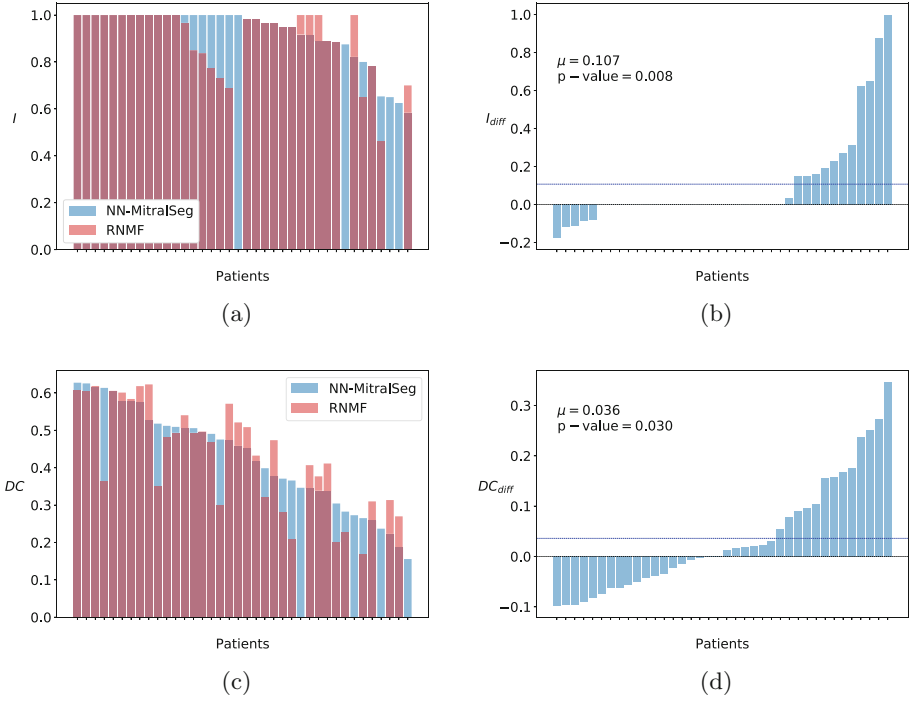 1.0
0.8
0.6
0.4
0.2
0.0
I
NN-MitralSeg
RNMF
Patients
(a)
1.0
0.8
0.6
0.4
0.2
0.0
−0.2
I_diff
μ = 0.107
p − value = 0.008
Patients
(b)
0.6
0.5
0.4
0.3
0.2
0.1
0.0
DC
NN-MitralSeg
RNMF
Patients
(c)
0.3
0.2
0.1
0.0
−0.1
DC_diff
μ = 0.036
p − value = 0.030
Patients
(d)